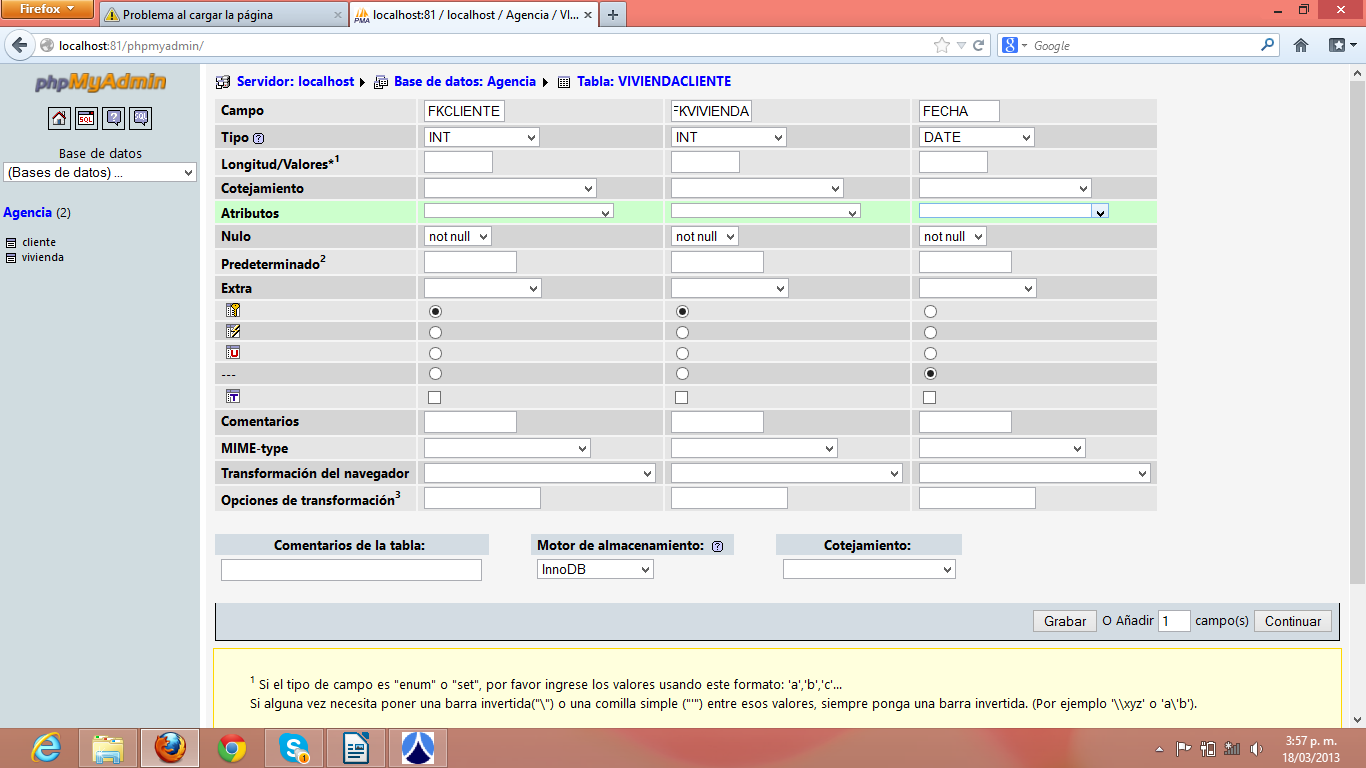 Firefox
Problema al cargar la página
localhost:81 / localhost / Agencia / VI...
localhost:81/phpmyadmin/
Google
phpMyAdmin
Servidor: localhost
Base de datos: Agencia
Tabla: VIVIENDACLIENTE
SQL
Base de datos
(Bases de datos) ...
Agencia (2)
cliente
vivienda
Campo FKCLIENTE FKVIVIENDA FECHA
Tipo INT INT DATE
Longitud/Valores*1
Cotejamiento
Atributos
Nulo not null not null not null
Predeterminado2
Extra
U
---
T
Comentarios
MIME-type
Transformación del navegador
Opciones de transformación3
Comentarios de la tabla: Motor de almacenamiento: Cotejamiento:
InnoDB
Grabar O Añadir 1 campo(s) Continuar
1 Si el tipo de campo es "enum" o "set", por favor ingrese los valores usando este formato: 'a','b','c'...
Si alguna vez necesita poner una barra invertida("\") o una comilla simple ("'") entre esos valores, siempre ponga una barra invertida. (Por ejemplo '\\xyz' o 'a\'b').
3:57 p. m.
18/03/2013